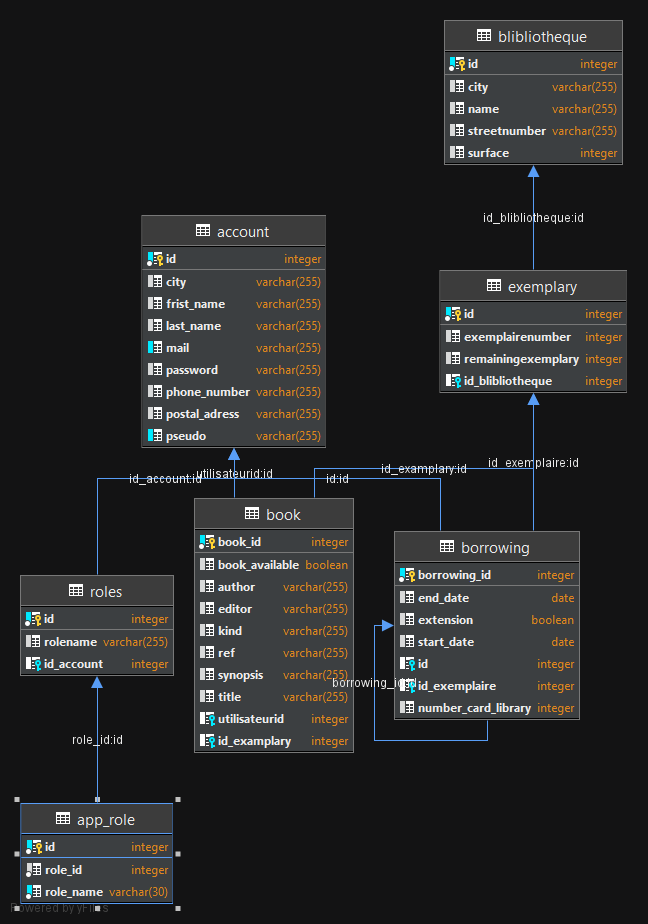 blibliotheque
id integer
city varchar(255)
name varchar(255)
streetnumber varchar(255)
surface integer
id_blibliotheque:id
account
id integer
city varchar(255)
frist_name varchar(255)
last_name varchar(255)
mail varchar(255)
password varchar(255)
phone_number varchar(255)
postal_adress varchar(255)
pseudo varchar(255)
exemplary
id integer
exemplairenumber integer
remainingexemplary integer
id_blibliotheque integer
id_account:id
utilisateurid:id
id:id
id_examplary:id
id_exemplaire:id
book
book_id integer
book_available boolean
author varchar(255)
editor varchar(255)
kind varchar(255)
ref varchar(255)
synopsis varchar(255)
title varchar(255)
utilisateurid integer
id_examplary integer
borrowing
borrowing_id integer
end_date date
extension boolean
start_date date
id integer
id_exemplaire integer
number_card_library integer
roles
id integer
rolename varchar(255)
id_account integer
role_id:id
app_role
id integer
role_id integer
role_name varchar(30)
Powered by yFiles